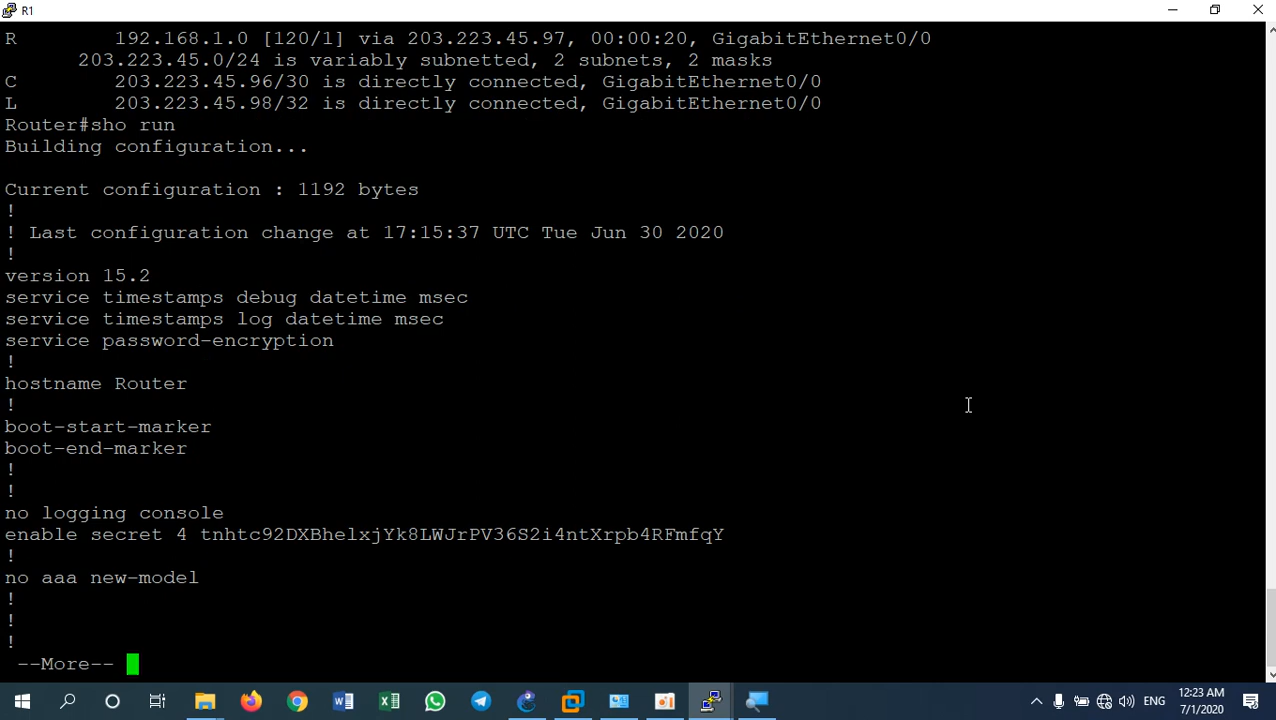 R1
R        192.168.1.0 [120/1] via 203.223.45.97, 00:00:20, GigabitEthernet0/0
      203.223.45.0/24 is variably subnetted, 2 subnets, 2 masks
C        203.223.45.96/30 is directly connected, GigabitEthernet0/0
L        203.223.45.98/32 is directly connected, GigabitEthernet0/0
Router#sho run
Building configuration...

Current configuration : 1192 bytes
!
! Last configuration change at 17:15:37 UTC Tue Jun 30 2020
!
version 15.2
service timestamps debug datetime msec
service timestamps log datetime msec
service password-encryption
!
hostname Router
!
boot-start-marker
boot-end-marker
!
!
no logging console
enable secret 4 tnhtc92DXBhelxjYk8LWJrPV36S2i4ntXrpb4RFmfqY
!
no aaa new-model
!
!
!
 --More--
ENG
12:23 AM
7/1/2020